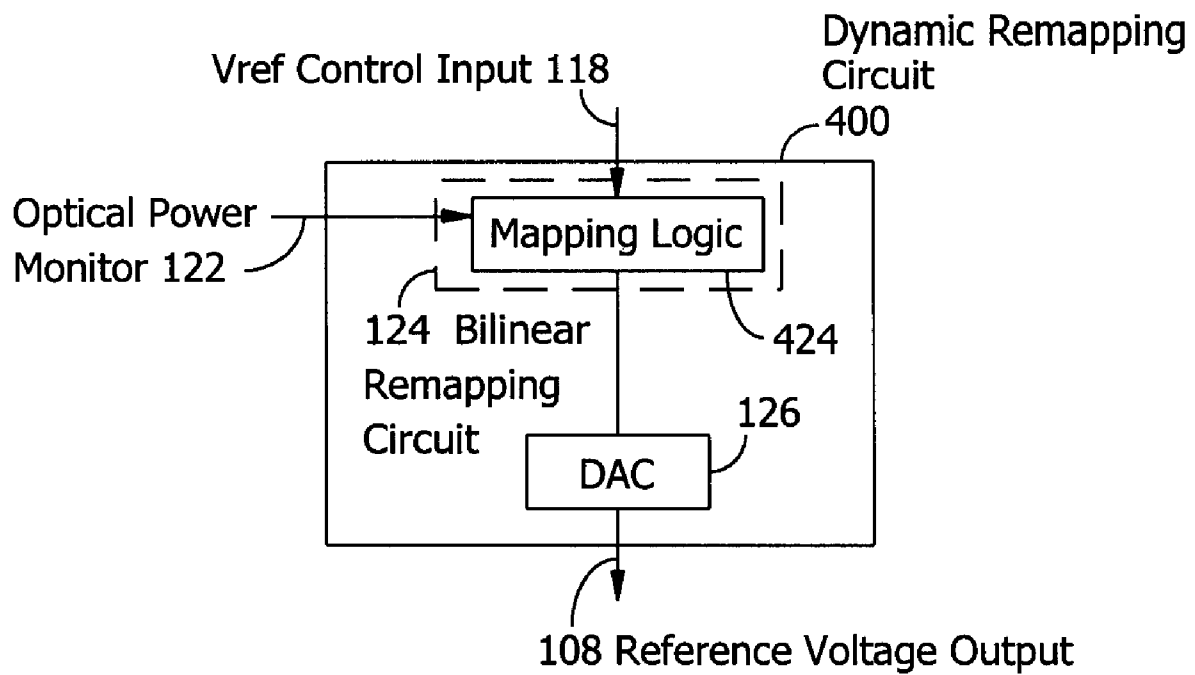 Dynamic Remapping
Circuit
400
Vref Control Input 118
Optical Power
Monitor 122
Mapping Logic
124 Bilinear
Remapping
Circuit
424
126
DAC
108 Reference Voltage Output